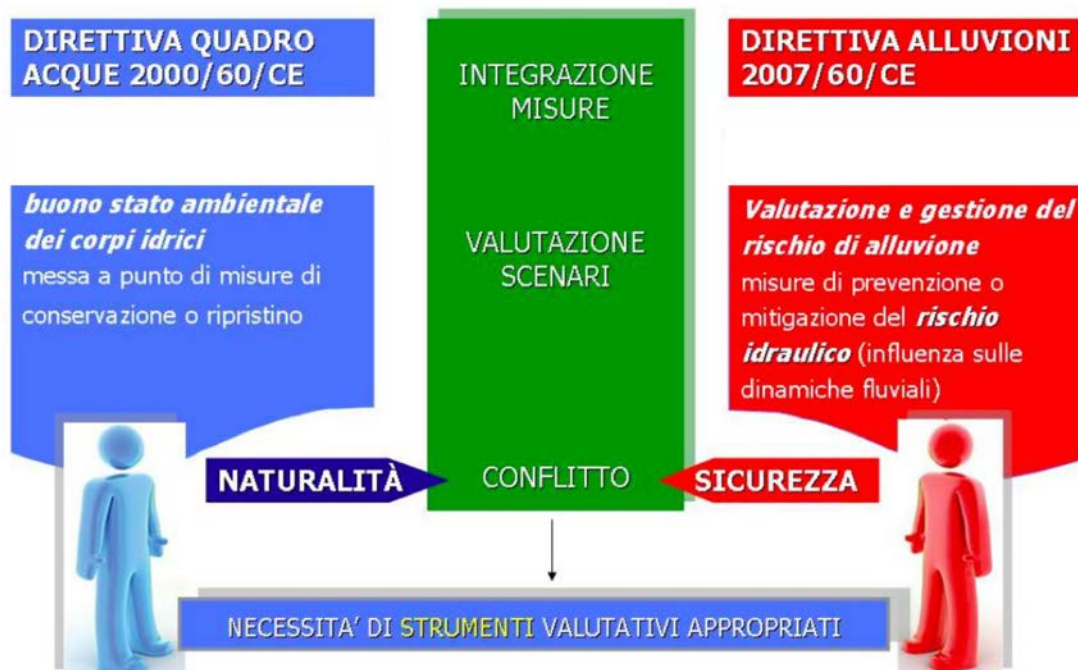 DIRETTIVA QUADRO
ACQUE 2000/60/CE
buono stato ambientale
dei corpi idrici
messa a punto di misure di
conservazione o ripristino
NATURALITÀ
INTEGRAZIONE
MISURE
VALUTAZIONE
SCENARI
CONFLITTO
DIRETTIVA ALLUVIONI
2007/60/CE
Valutazione e gestione del
rischio di alluvione
misure di prevenzione o
mitigazione del rischio
idraulico (influenza sulle
dinamiche fluviali)
SICUREZZA
NECESSITA' DI STRUMENTI VALUTATIVI APPROPRIATI